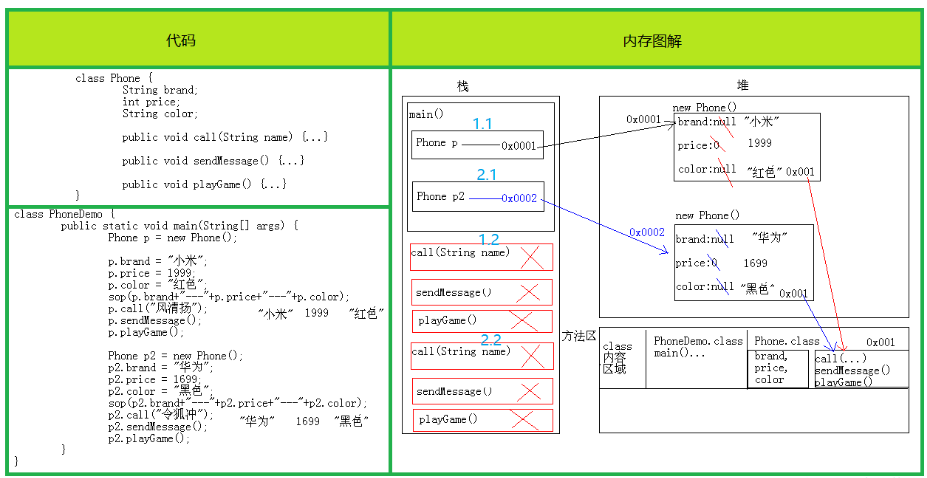 代码
内存图解
class Phone {
String brand;
int price;
String color;
public void call(String name) {...}
public void sendMessage() {...}
public void playGame() {...}
}
class PhoneDemo {
public static void main(String[] args) {
Phone p = new Phone();
p.brand = "小米";
p.price = 1999;
p.color = "红色";
sop(p.brand+"---"+p.price+"---"+p.color);
p.call("风清扬");
"小米" 1999 "红色"
p.sendMessage();
p.playGame();
Phone p2 = new Phone();
p2.brand = "华为";
p2.price = 1699;
p2.color = "黑色";
sop(p2.brand+"---"+p2.price+"---"+p2.color);
p2.call("令狐冲");
"华为" 1699 "黑色"
p2.sendMessage();
p2.playGame();
}
}
栈
main()
1.1
Phone p 0x0001
2.1
Phone p2 0x0002
1.2
call(String name)
sendMessage()
playGame()
2.2
call(String name)
sendMessage()
playGame()
堆
new Phone()
0x0001
brand:null "小米"
price:0 1999
color:null "红色" 0x001
new Phone()
0x0002
brand:null "华为"
price:0 1699
color:null "黑色" 0x001
方法区
class
内容
区域
PhoneDemo.class
main()...
Phone.class 0x001
brand,
price,
color
call(...)
sendMessage()
playGame()